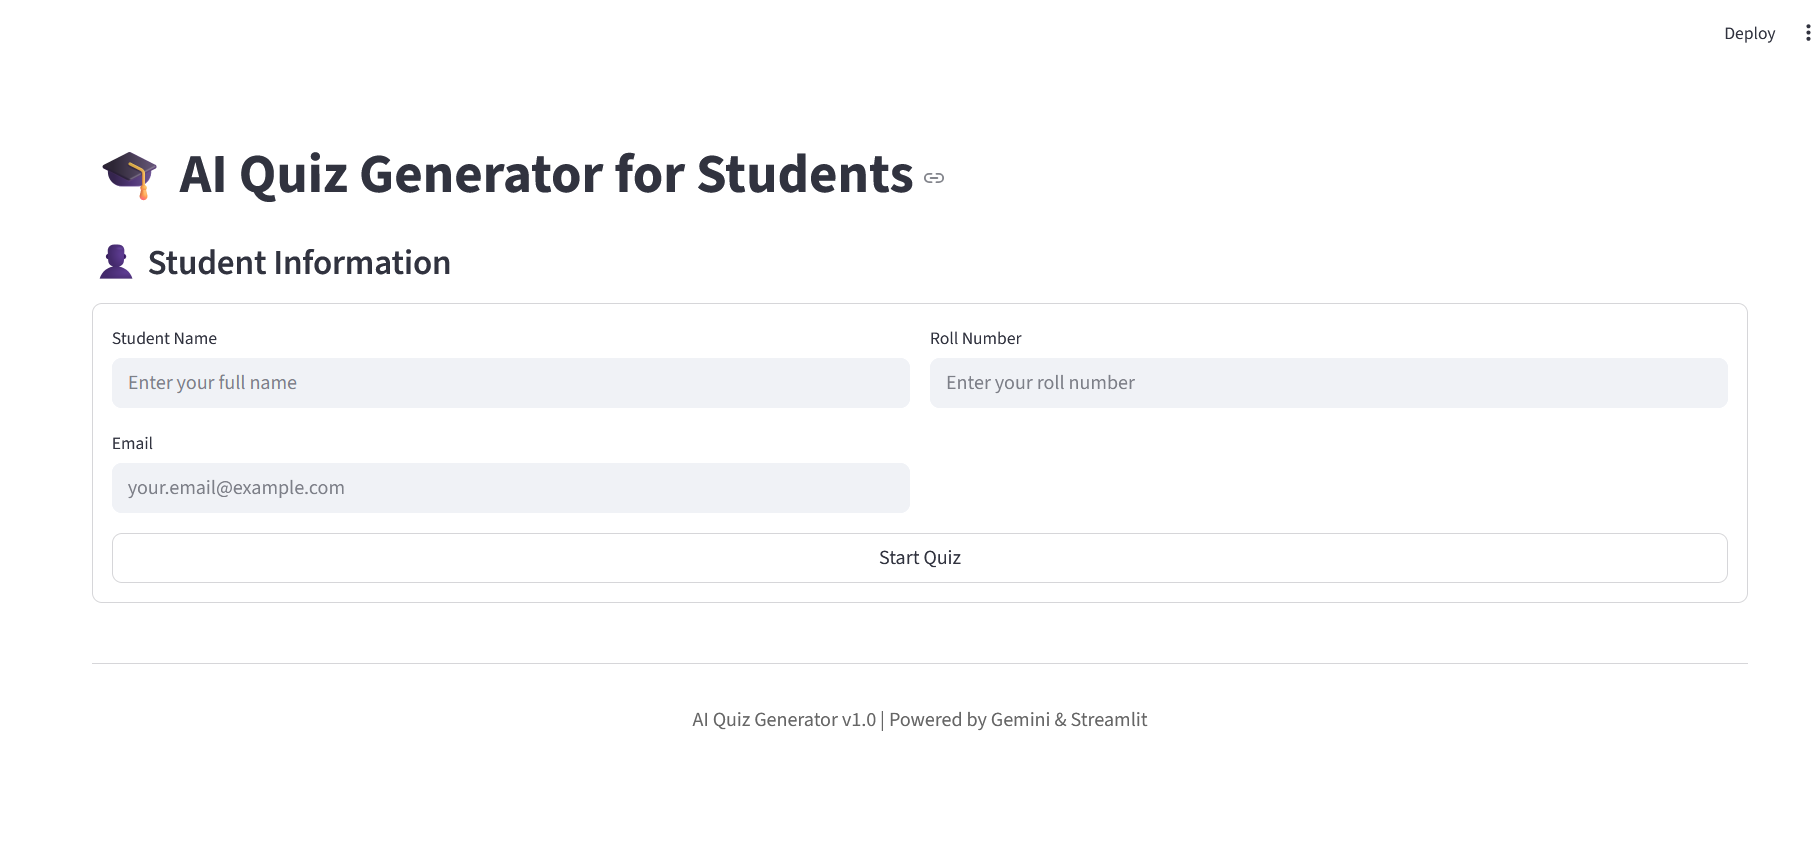 Deploy
AI Quiz Generator for Students
Student Information
Student Name
Roll Number
Enter your full name
Enter your roll number
Email
your.email@example.com
Start Quiz
AI Quiz Generator v1.0 | Powered by Gemini & Streamlit